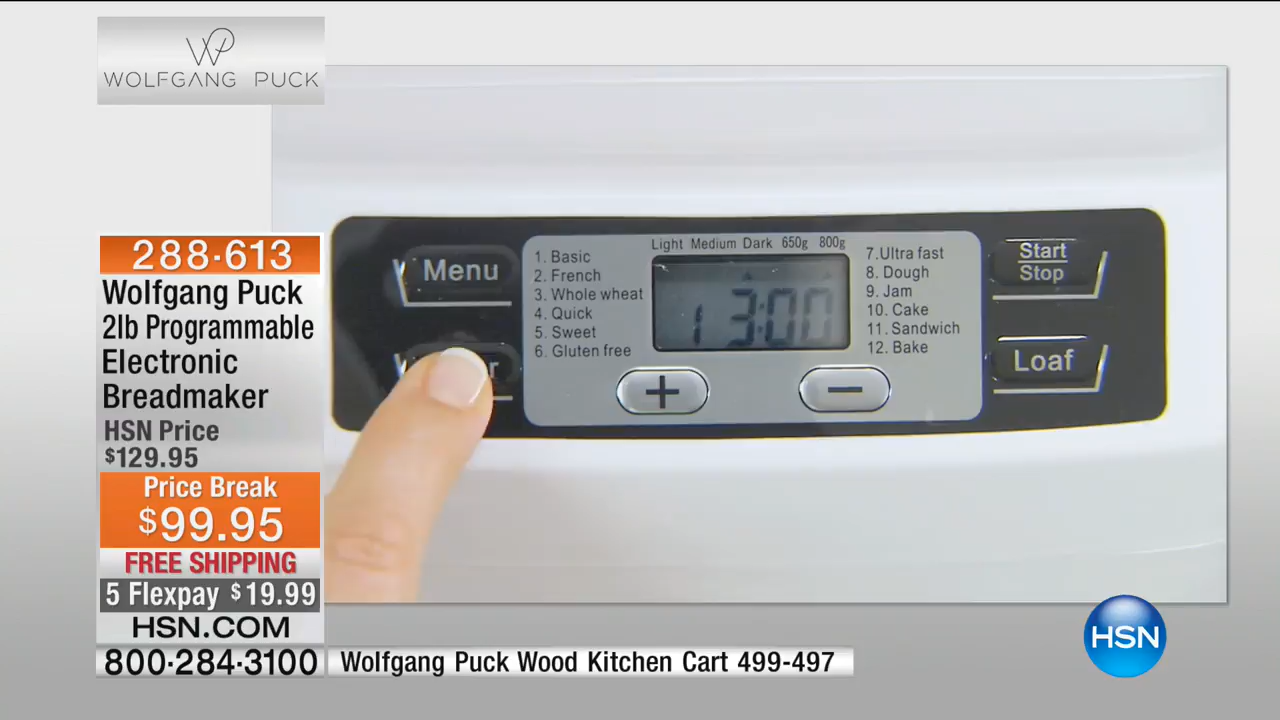 WP
WOLFGANG PUCK
288-613
Wolfgang Puck
2lb Programmable
Electronic
Breadmaker
HSN Price
$129.95
Price Break
$99.95
FREE SHIPPING
5 Flexpay $19.99
HSN.COM
800-284-3100
Wolfgang Puck Wood Kitchen Cart 499-497
Menu
Light Medium Dark 650g 800g
1. Basic
2. French
3. Whole wheat
4. Quick
5. Sweet
6. Gluten free
1 3:00
+
−
7.Ultra fast
8. Dough
9. Jam
10. Cake
11. Sandwich
12. Bake
Start
Stop
Loaf
HSN